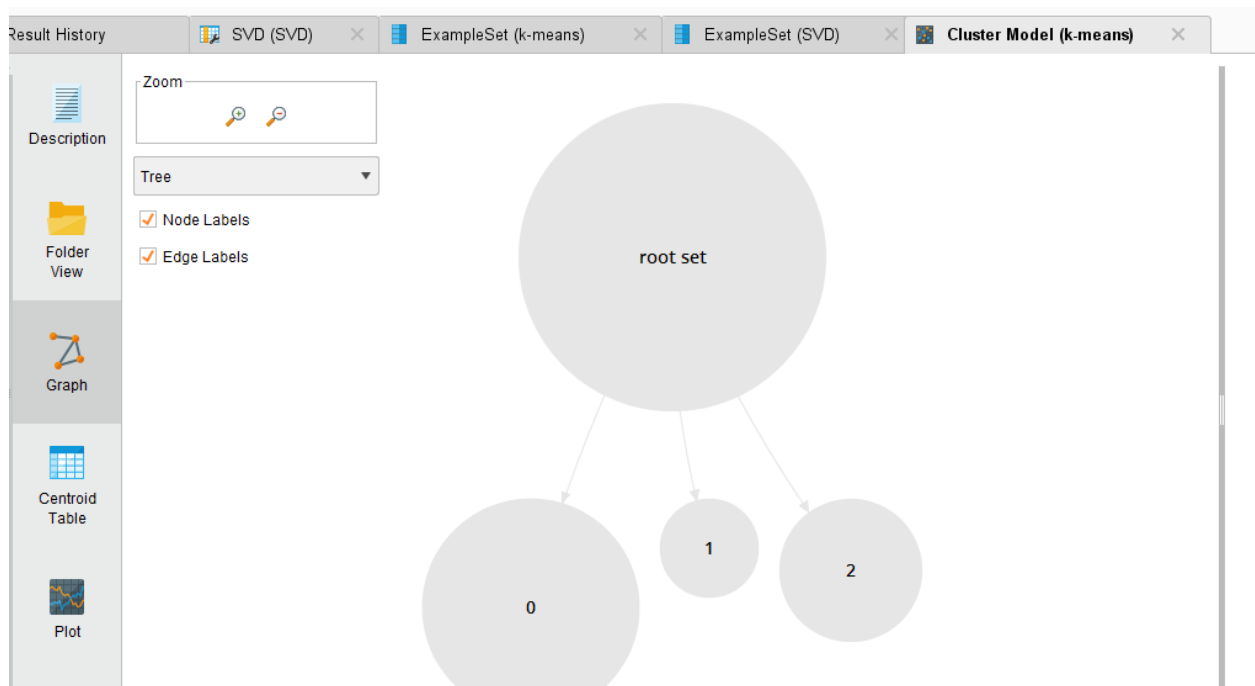 Result History
SVD (SVD)
ExampleSet (k-means)
ExampleSet (SVD)
Cluster Model (k-means)
Description
Folder
View
Graph
Centroid
Table
Plot
Zoom
Tree
Node Labels
Edge Labels
root set
0
1
2